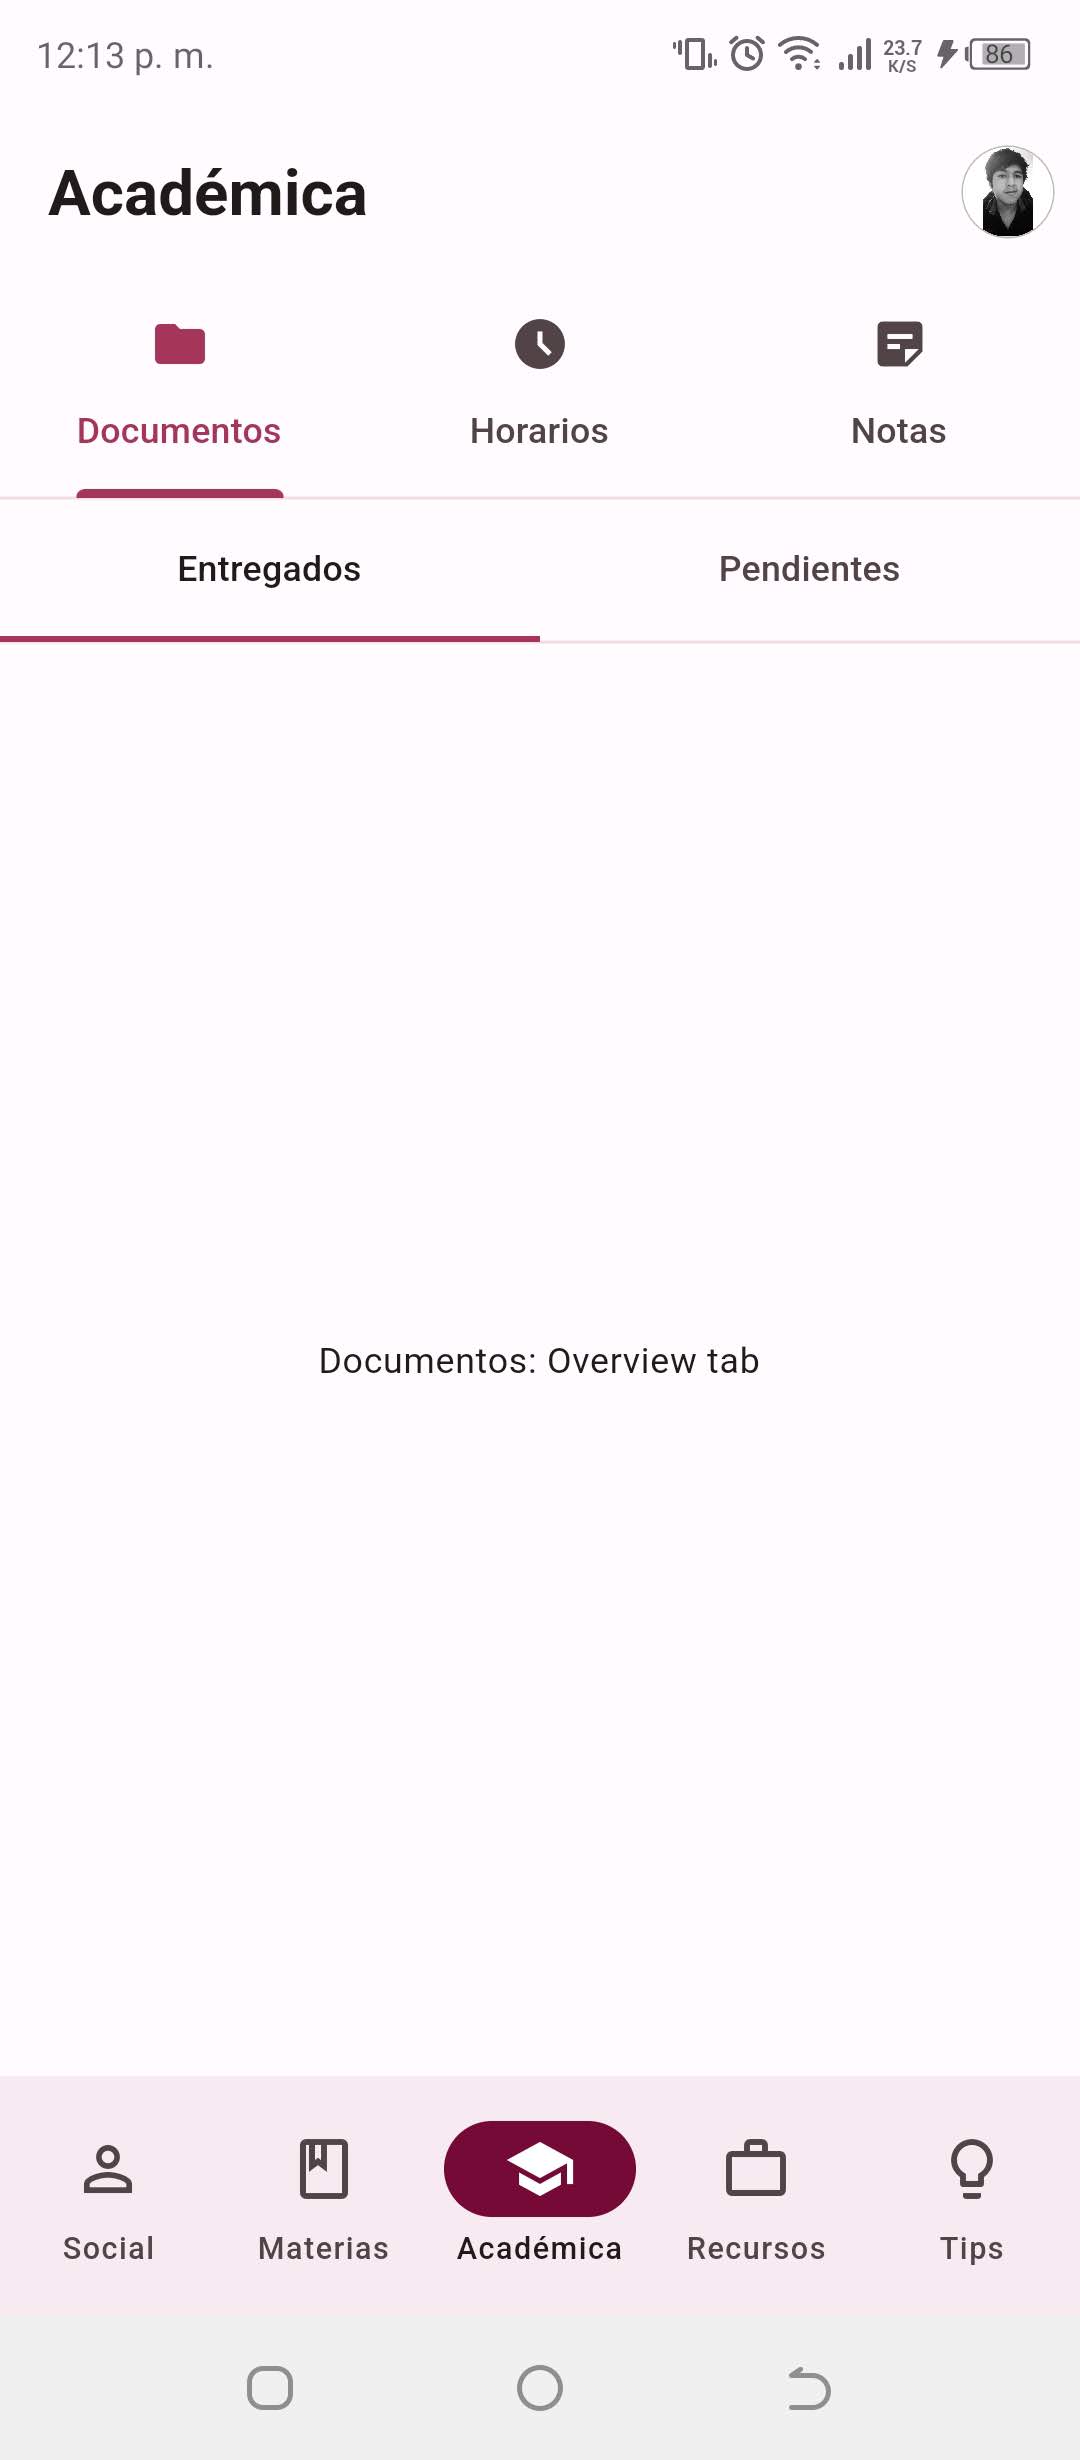 12:13 p. m.
23.7
K/S
86
Académica
Documentos
Horarios
Notas
Entregados
Pendientes
Documentos: Overview tab
Social
Materias
Académica
Recursos
Tips